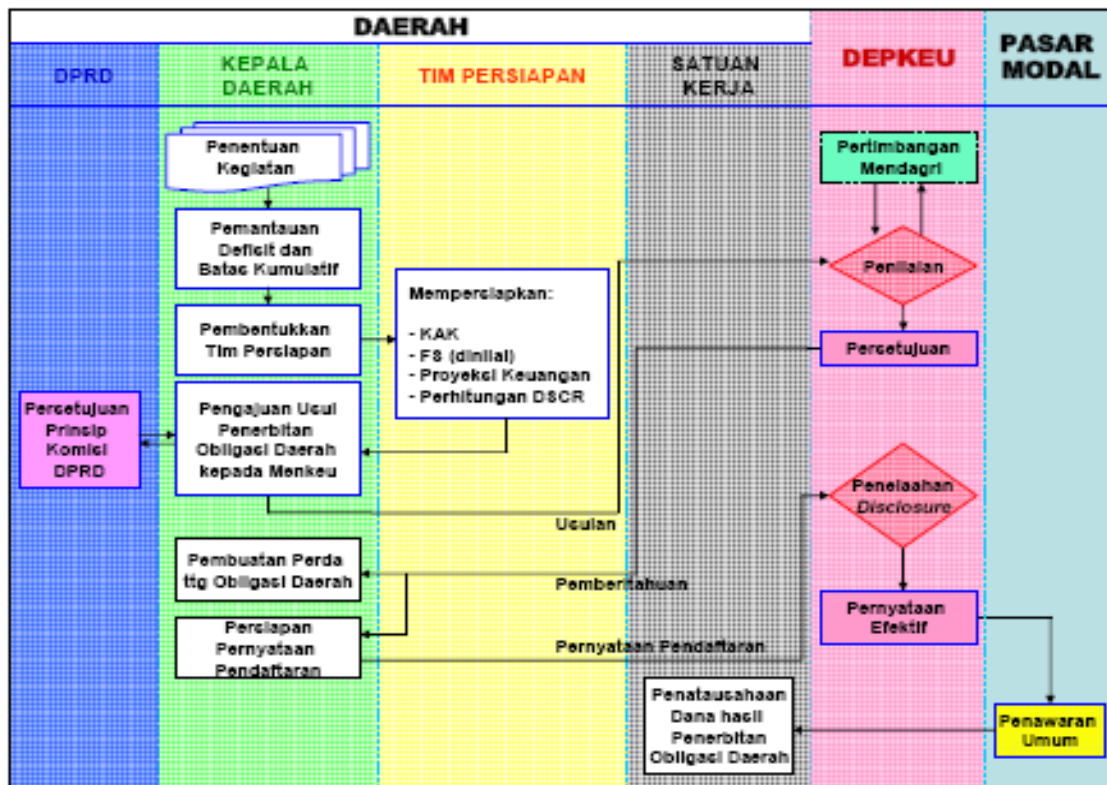 DAERAH
DPRD
KEPALA
DAERAH
TIM PERSIAPAN
SATUAN
KERJA
DEPKEU
PASAR
MODAL
Penentuan
Kegiatan
Pertimbangan
Mendagri
Pemantauan
Defisit dan
Batas Kumulatif
Penilaian
Mempersiapkan:
- KAK
- FS (dinilai)
- Proyeksi Keuangan
- Perhitungan DSCR
Pembentukkan
Tim Persiapan
Persetujuan
Persetujuan
Prinsip
Komisi
DPRD
Pengajuan Usul
Penerbitan
Obligasi Daerah
kepada Menkeu
Penelaahan
Disclosure
Usulan
Pembuatan Perda
ttg Obligasi Daerah
Pemberitahuan
Pernyataan
Efektif
Persiapan
Pernyataan
Pendaftaran
Pernyataan Pendaftaran
Penatausahaan
Dana hasil
Penerbitan
Obligasi Daerah
Penawaran
Umum